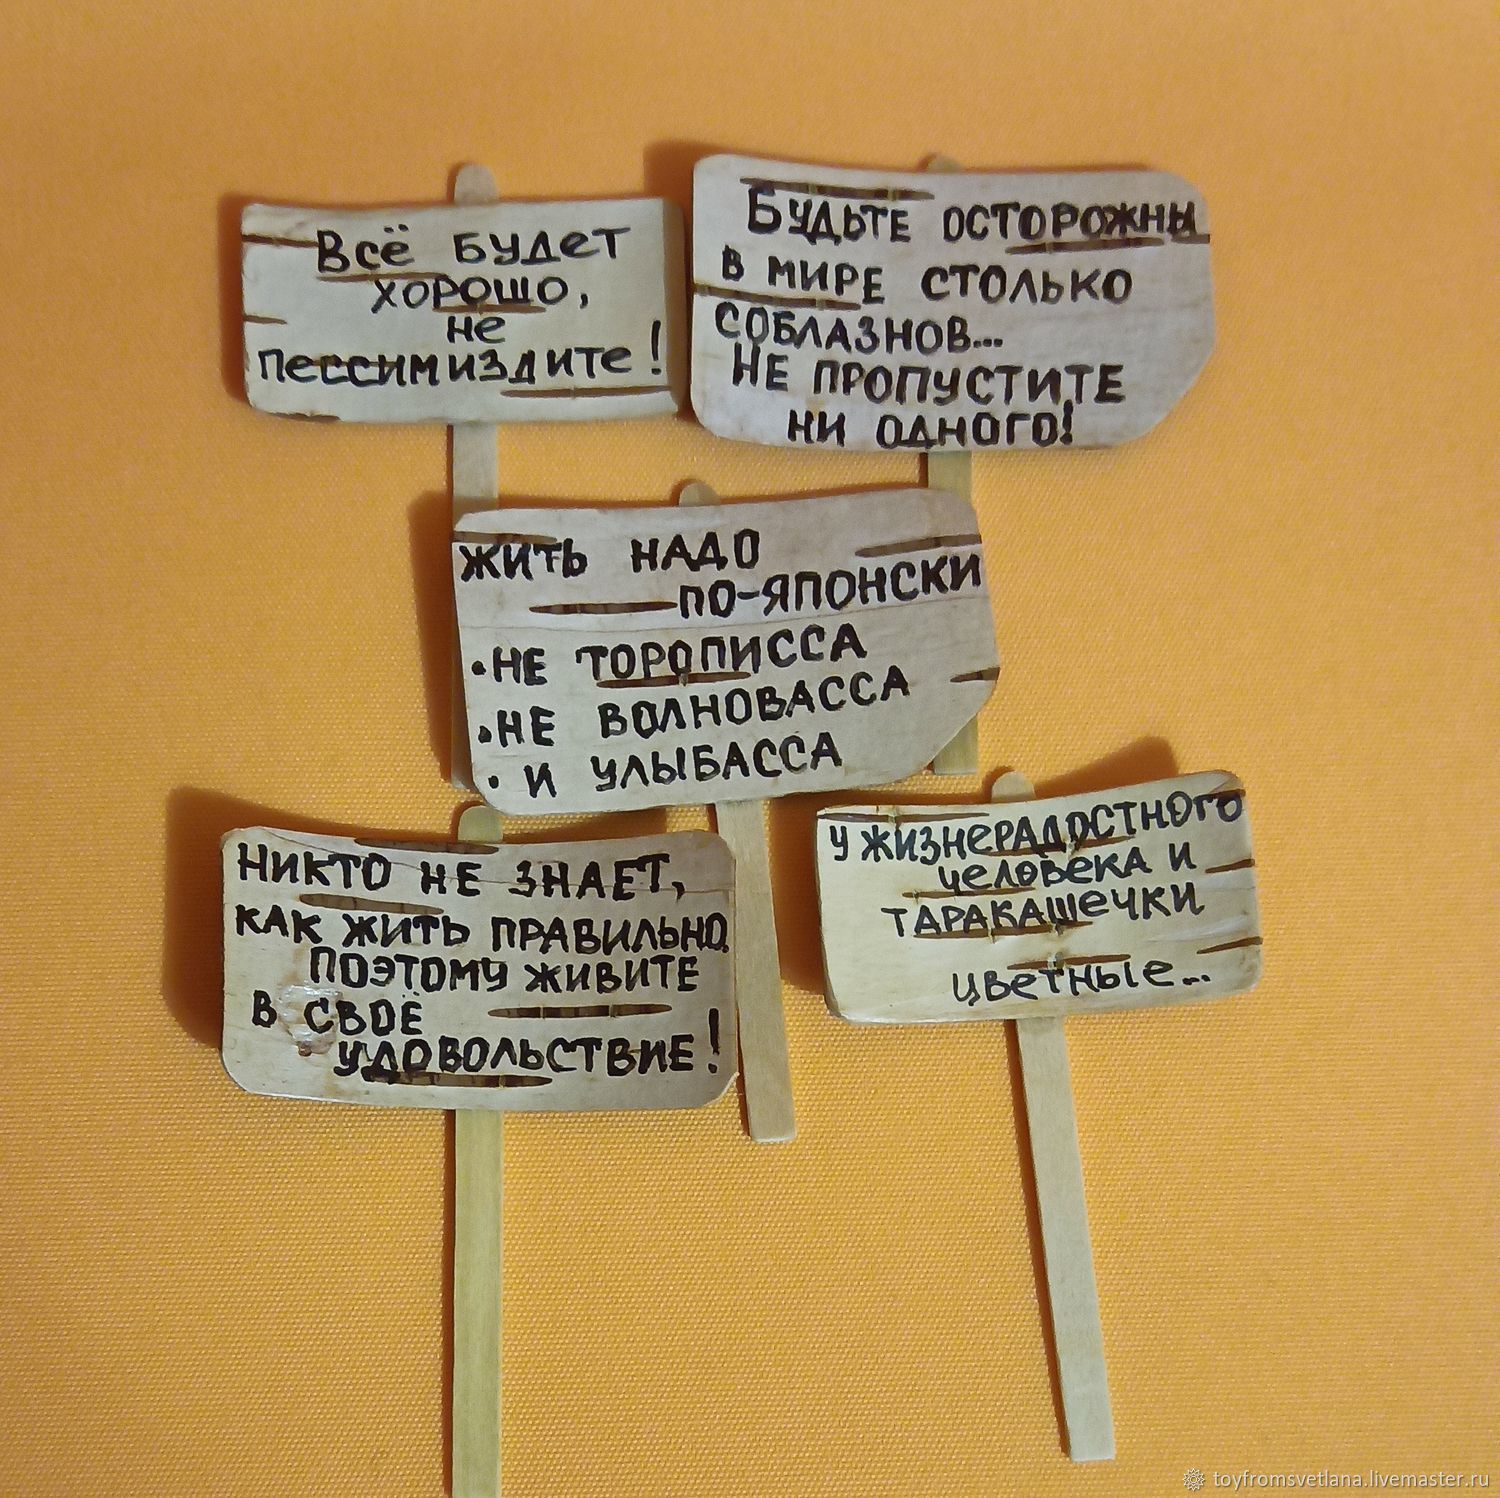 Всё будет
хорошо,
не
пессимиздите!
Будьте осторожны
в мире столько
соблазнов...
Не пропустите
ни одного!
Жить надо
по-японски
•не торописса
•не волновасса
• и улыбасса
Никто не знает,
как жить правильно.
Поэтому живите
в своё
удовольствие!
У жизнерадостного
человека и
таракашечки
цветные...
toyfromsvetlana.livemaster.ru